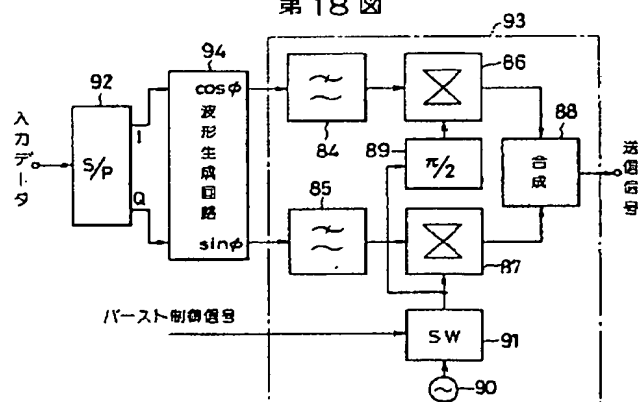 第18図
93
94
86
92
cosφ
88
入力データ
S/P
I
Q
波形生成回路
84
89
π/2
合成
送信信号
85
sinφ
87
バースト制御信号
SW
91
90